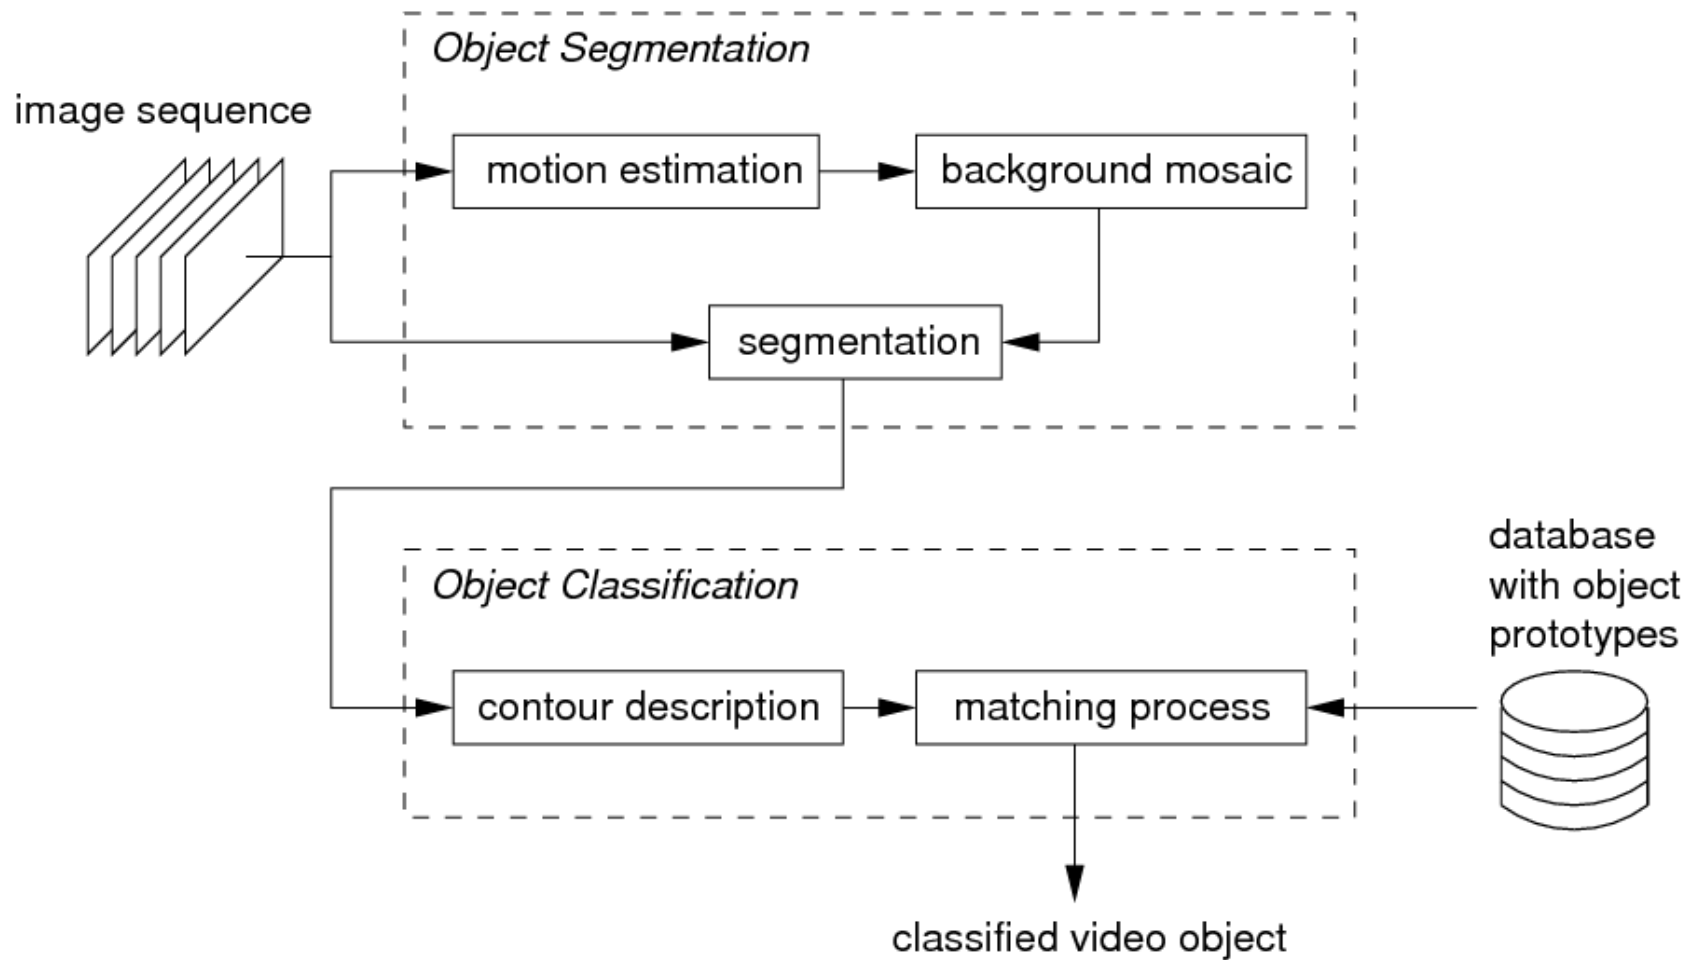 Object Segmentation
image sequence
motion estimation
background mosaic
segmentation
database
with object
prototypes
Object Classification
contour description
matching process
classified video object